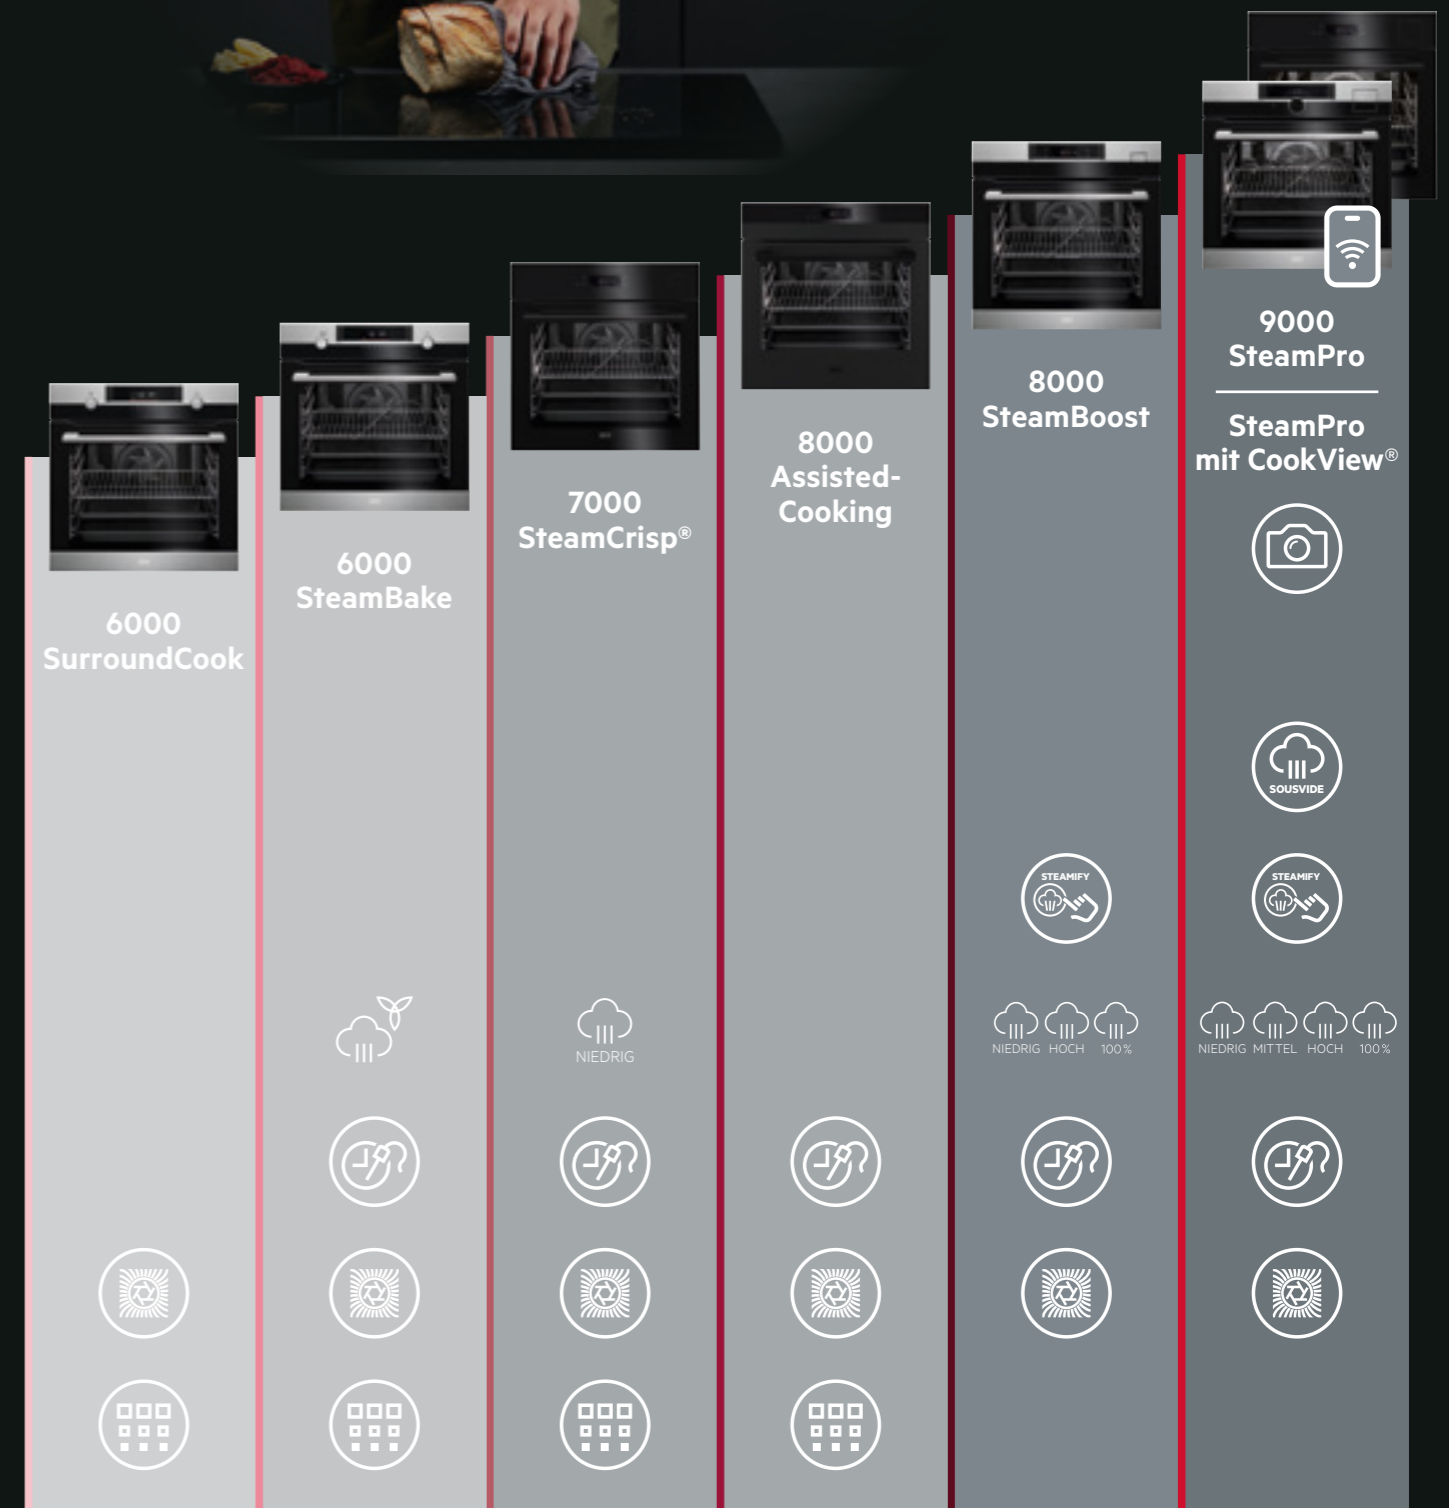 9000
SteamPro
SteamPro
mit CookView®
8000
SteamBoost
8000
Assisted-
Cooking
7000
SteamCrisp®
6000
SteamBake
6000
SurroundCook
SOUSVIDE
STEAMIFY
STEAMIFY
NIEDRIG
NIEDRIG HOCH 100%
NIEDRIG MITTEL HOCH 100%